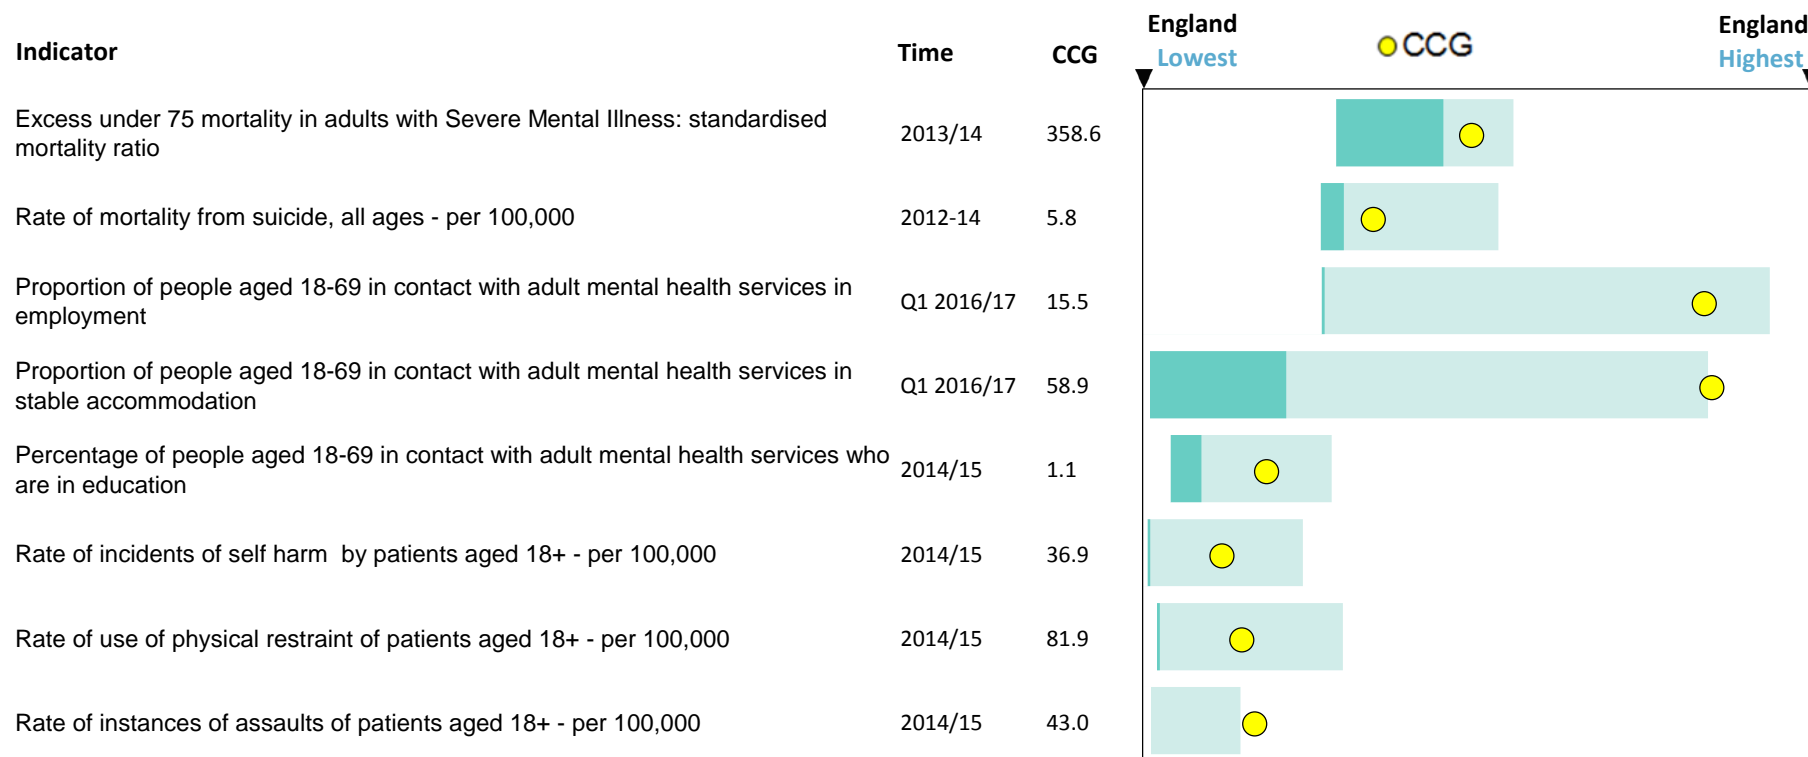 Indicator Time CCG England Lowest CCG England Highest
Excess under 75 mortality in adults with Severe Mental Illness: standardised
mortality ratio 2013/14 358.6
Rate of mortality from suicide, all ages - per 100,000 2012-14 5.8
Proportion of people aged 18-69 in contact with adult mental health services in
employment Q1 2016/17 15.5
Proportion of people aged 18-69 in contact with adult mental health services in
stable accommodation Q1 2016/17 58.9
Percentage of people aged 18-69 in contact with adult mental health services who
are in education 2014/15 1.1
Rate of incidents of self harm  by patients aged 18+ - per 100,000 2014/15 36.9
Rate of use of physical restraint of patients aged 18+ - per 100,000 2014/15 81.9
Rate of instances of assaults of patients aged 18+ - per 100,000 2014/15 43.0